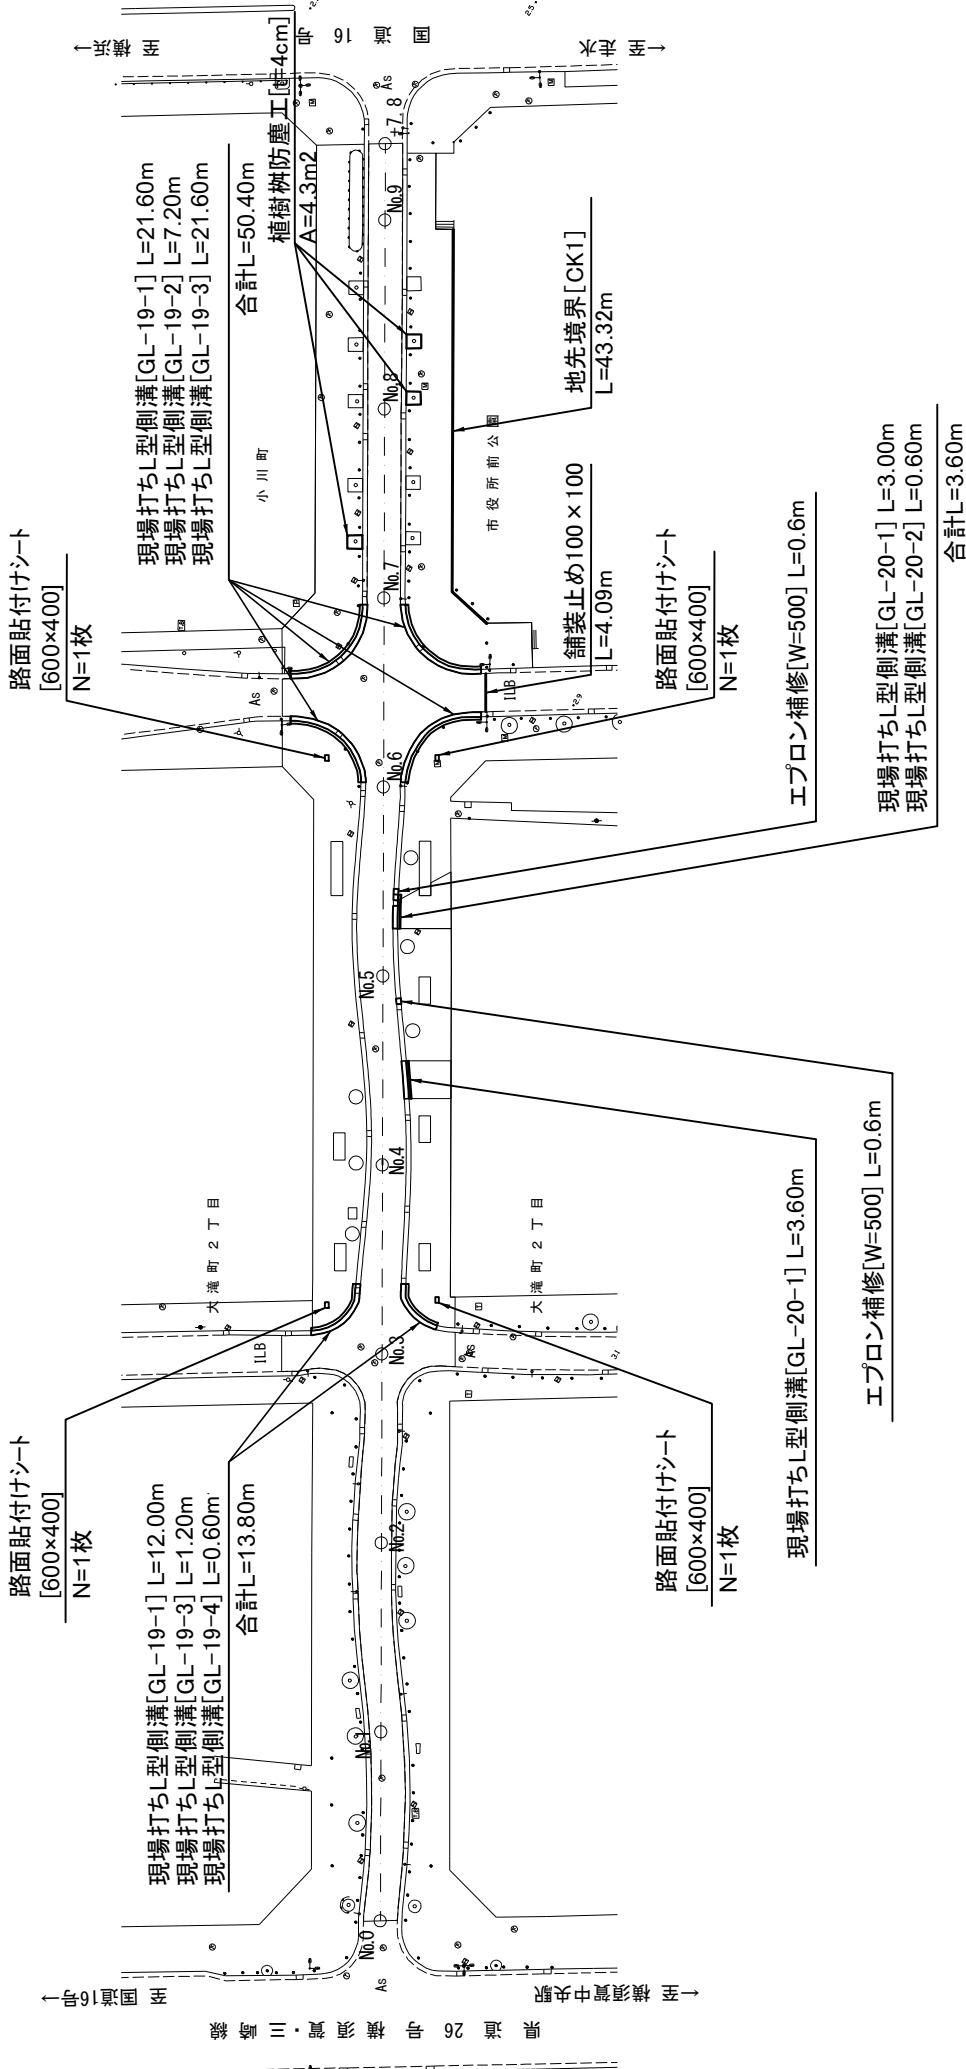 国道16号
至 横浜→
←至 走水
植樹桝防塵工[t=4cm]
A=4.3m2
現場打ちL型側溝[GL-19-1] L=21.60m
現場打ちL型側溝[GL-19-2] L=7.20m
現場打ちL型側溝[GL-19-3] L=21.60m
合計L=50.40m
地先境界[CK1]
L=43.32m
小川町
市役所前公園
舗装止め100×100
L=4.09m
路面貼付けシート
[600×400]
N=1枚
路面貼付けシート
[600×400]
N=1枚
エプロン補修[W=500] L=0.6m
現場打ちL型側溝[GL-20-1] L=3.00m
現場打ちL型側溝[GL-20-2] L=0.60m
合計L=3.60m
As
+7.8
No.9
No.8
No.7
As
ILB
No.6
No.5
No.4
No.3
No.2
No.1
No.0
大滝町2丁目
大滝町2丁目
ILB
As
As
路面貼付けシート
[600×400]
N=1枚
路面貼付けシート
[600×400]
N=1枚
現場打ちL型側溝[GL-19-1] L=12.00m
現場打ちL型側溝[GL-19-3] L=1.20m
現場打ちL型側溝[GL-19-4] L=0.60m
合計L=13.80m
現場打ちL型側溝[GL-20-1] L=3.60m
エプロン補修[W=500] L=0.6m
至 国道16号→
←至 横須賀中央駅
県道26号横須賀・三崎線